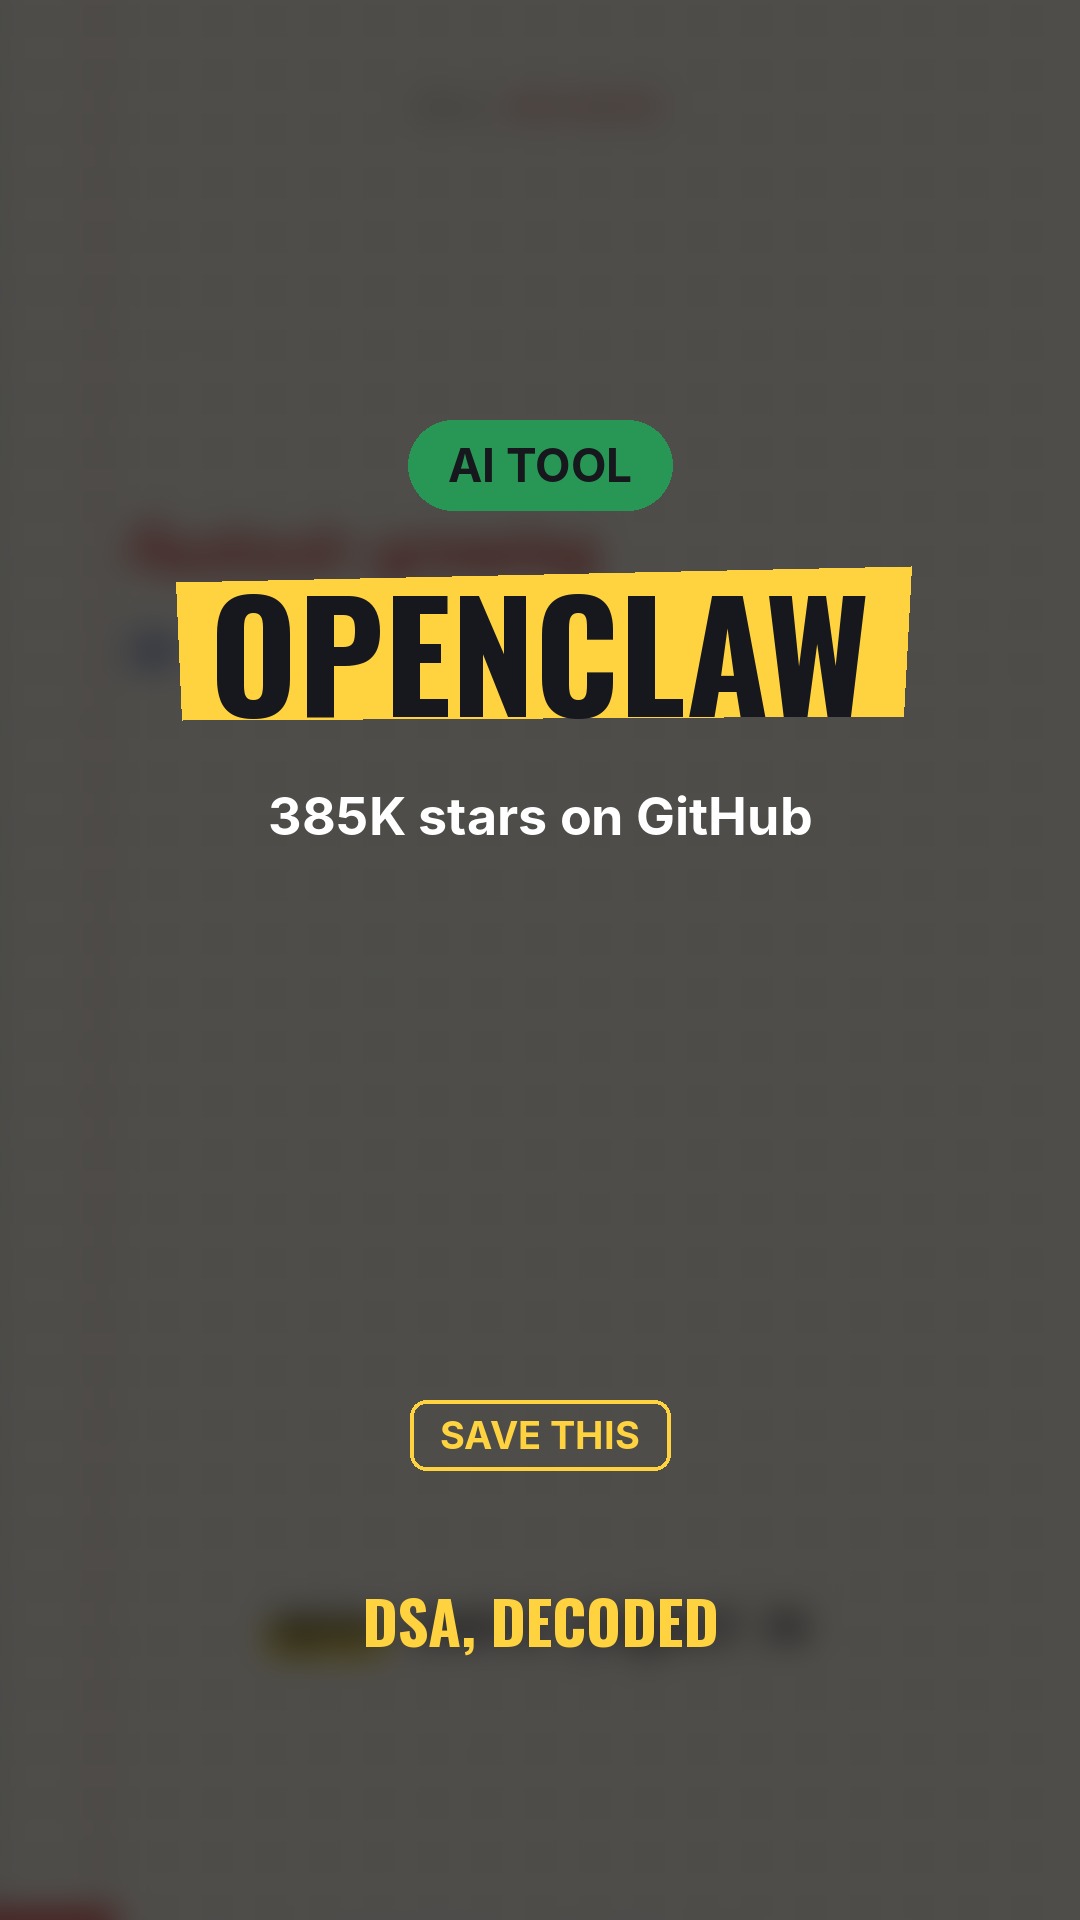 AI TOOL
OPENCLAW
385K stars on GitHub
SAVE THIS
DSA, DECODED